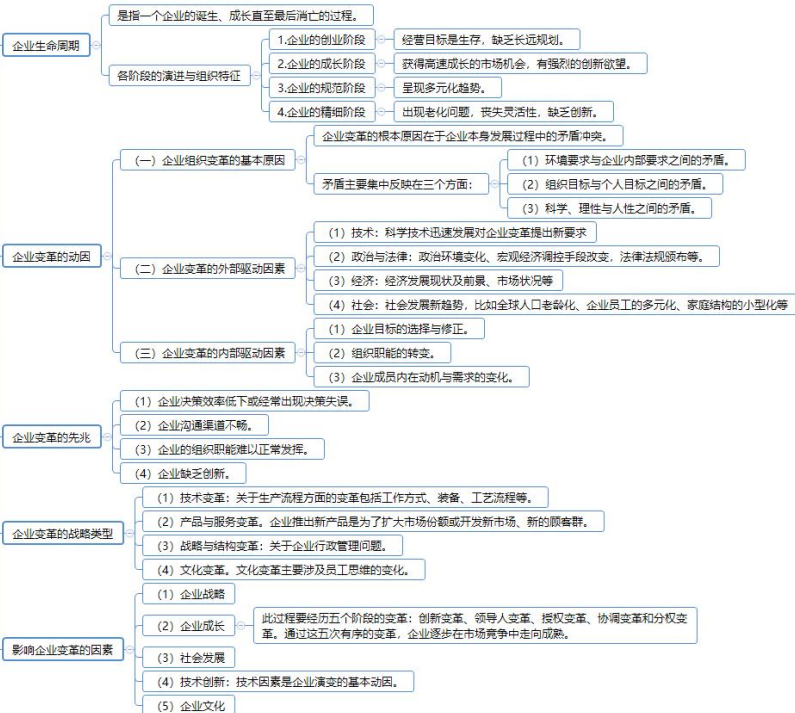 企业生命周期
是指一个企业的诞生、成长直至最后消亡的过程。
各阶段的演进与组织特征
1.企业的创业阶段
经营目标是生存，缺乏长远规划。
2.企业的成长阶段
获得高速成长的市场机会，有强烈的创新欲望。
3.企业的规范阶段
呈现多元化趋势。
4.企业的精细阶段
出现老化问题，丧失灵活性，缺乏创新。
企业变革的动因
（一）企业组织变革的基本原因
企业变革的根本原因在于企业本身发展过程中的矛盾冲突。
矛盾主要集中反映在三个方面：
（1）环境要求与企业内部要求之间的矛盾。
（2）组织目标与个人目标之间的矛盾。
（3）科学、理性与人性之间的矛盾。
（二）企业变革的外部驱动因素
（1）技术：科学技术迅速发展对企业变革提出新要求
（2）政治与法律：政治环境变化、宏观经济调控手段改变，法律法规颁布等。
（3）经济：经济发展现状及前景、市场状况等
（4）社会：社会发展新趋势，比如全球人口老龄化、企业员工的多元化、家庭结构的小型化等
（三）企业变革的内部驱动因素
（1）企业目标的选择与修正。
（2）组织职能的转变。
（3）企业成员内在动机与需求的变化。
企业变革的先兆
（1）企业决策效率低下或经常出现决策失误。
（2）企业沟通渠道不畅。
（3）企业的组织职能难以正常发挥。
（4）企业缺乏创新。
企业变革的战略类型
（1）技术变革：关于生产流程方面的变革包括工作方式、装备、工艺流程等。
（2）产品与服务变革。企业推出新产品是为了扩大市场份额或开发新市场、新的顾客群。
（3）战略与结构变革：关于企业行政管理问题。
（4）文化变革。文化变革主要涉及员工思维的变化。
影响企业变革的因素
（1）企业战略
（2）企业成长
此过程要经历五个阶段的变革：创新变革、领导人变革、授权变革、协调变革和分权变
革。通过这五次有序的变革，企业逐步在市场竞争中走向成熟。
（3）社会发展
（4）技术创新：技术因素是企业演变的基本动因。
（5）企业文化